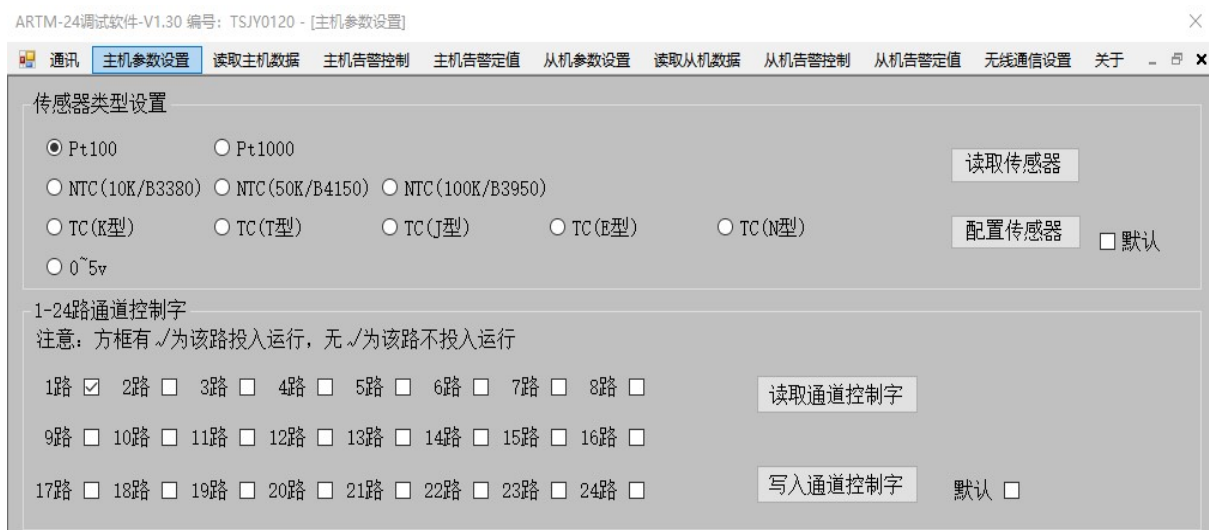 ARTM-24调试软件-V1.30 编号: TSJY0120 - [主机参数设置]
通讯 主机参数设置 读取主机数据 主机告警控制 主机告警定值 从机参数设置 读取从机数据 从机告警控制 从机告警定值 无线通信设置 关于
传感器类型设置
Pt100 Pt1000
读取传感器
NTC(10K/B3380) NTC(50K/B4150) NTC(100K/B3950)
TC(K型) TC(T型) TC(J型) TC(E型) TC(N型)
配置传感器 默认
0~5v
1-24路通道控制字
注意: 方框有√为该路投入运行, 无√为该路不投入运行
1路 2路 3路 4路 5路 6路 7路 8路
读取通道控制字
9路 10路 11路 12路 13路 14路 15路 16路
17路 18路 19路 20路 21路 22路 23路 24路
写入通道控制字 默认